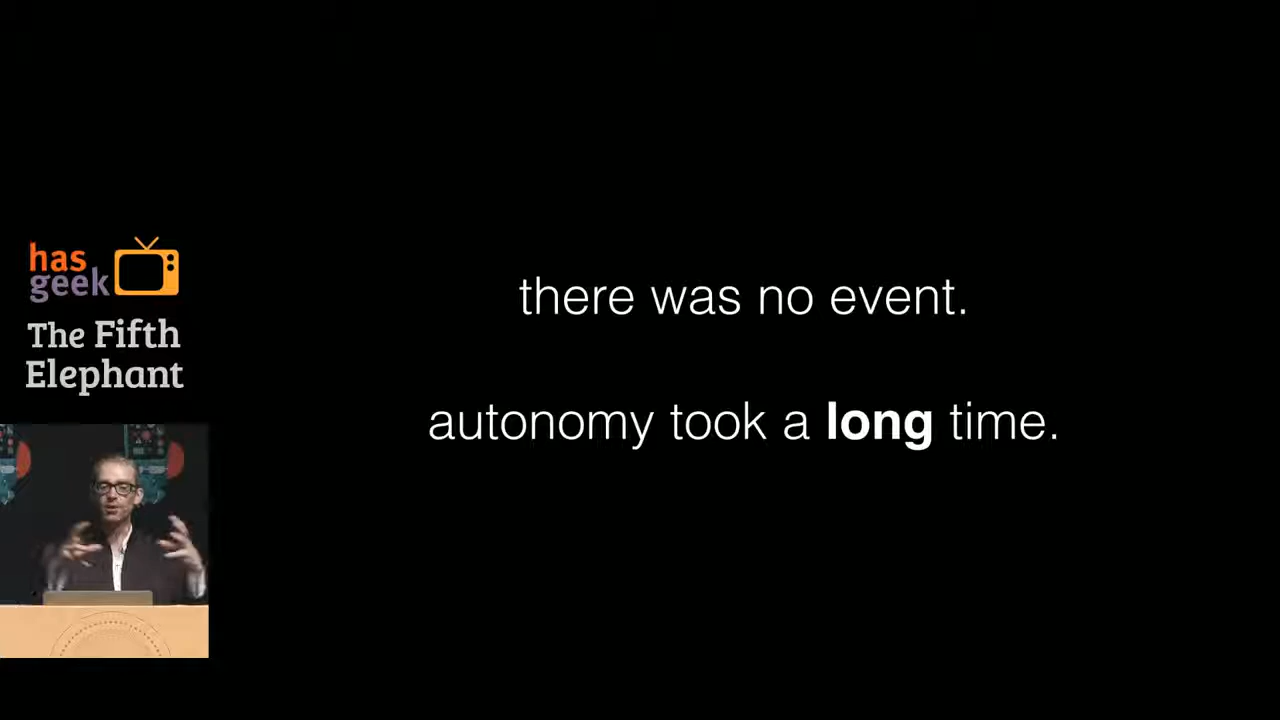 has
geek
The Fifth
Elephant
there was no event.
autonomy took a long time.